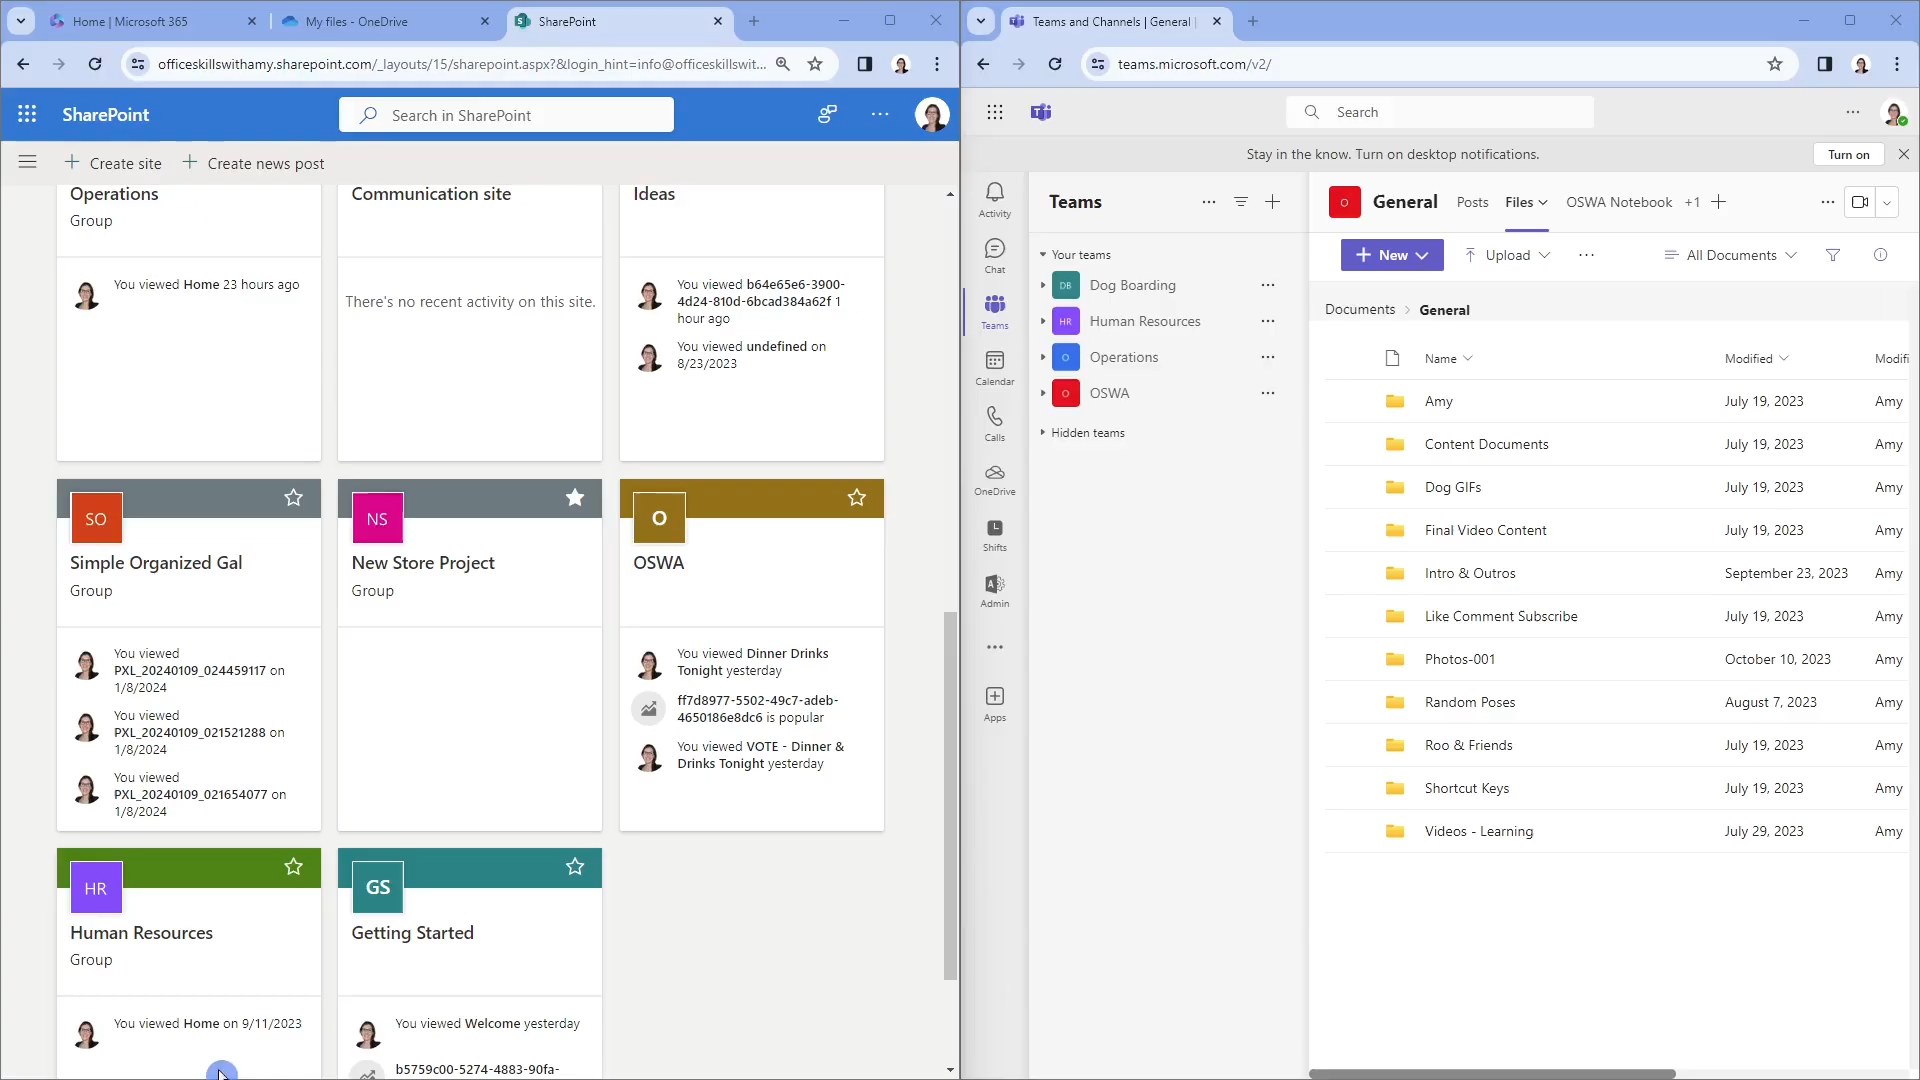 Home | Microsoft 365
My files - OneDrive
SharePoint
officeskillswithamy.sharepoint.com/_layouts/15/sharepoint.aspx?&login_hint=info@officeskillswit...
SharePoint
Search in SharePoint
Create site
Create news post
Operations
Group
You viewed Home 23 hours ago
Communication site
There's no recent activity on this site.
Ideas
You viewed b64e65e6-3900-
4d24-810d-6bcad384a62f 1
hour ago
You viewed undefined on
8/23/2023
SO
Simple Organized Gal
Group
You viewed
PXL_20240109_024459117 on
1/8/2024
You viewed
PXL_20240109_021521288 on
1/8/2024
You viewed
PXL_20240109_021654077 on
1/8/2024
NS
New Store Project
Group
O
OSWA
You viewed Dinner Drinks
Tonight yesterday
ff7d8977-5502-49c7-adeb-
4650186e8dc6 is popular
You viewed VOTE - Dinner &
Drinks Tonight yesterday
HR
Human Resources
Group
You viewed Home on 9/11/2023
GS
Getting Started
You viewed Welcome yesterday
b5759c00-5274-4883-90fa-
Teams and Channels | General |
teams.microsoft.com/v2/
Search
Stay in the know. Turn on desktop notifications.
Turn on
Activity
Chat
Teams
Calendar
Calls
OneDrive
Shifts
Admin
Apps
Teams
Your teams
DB
Dog Boarding
HR
Human Resources
O
Operations
O
OSWA
Hidden teams
O
General
Posts
Files
OSWA Notebook
+1
New
Upload
All Documents
Documents
General
Name
Modified
Modifi
Amy
July 19, 2023
Amy
Content Documents
July 19, 2023
Amy
Dog GIFs
July 19, 2023
Amy
Final Video Content
July 19, 2023
Amy
Intro & Outros
September 23, 2023
Amy
Like Comment Subscribe
July 19, 2023
Amy
Photos-001
October 10, 2023
Amy
Random Poses
August 7, 2023
Amy
Roo & Friends
July 19, 2023
Amy
Shortcut Keys
July 19, 2023
Amy
Videos - Learning
July 29, 2023
Amy